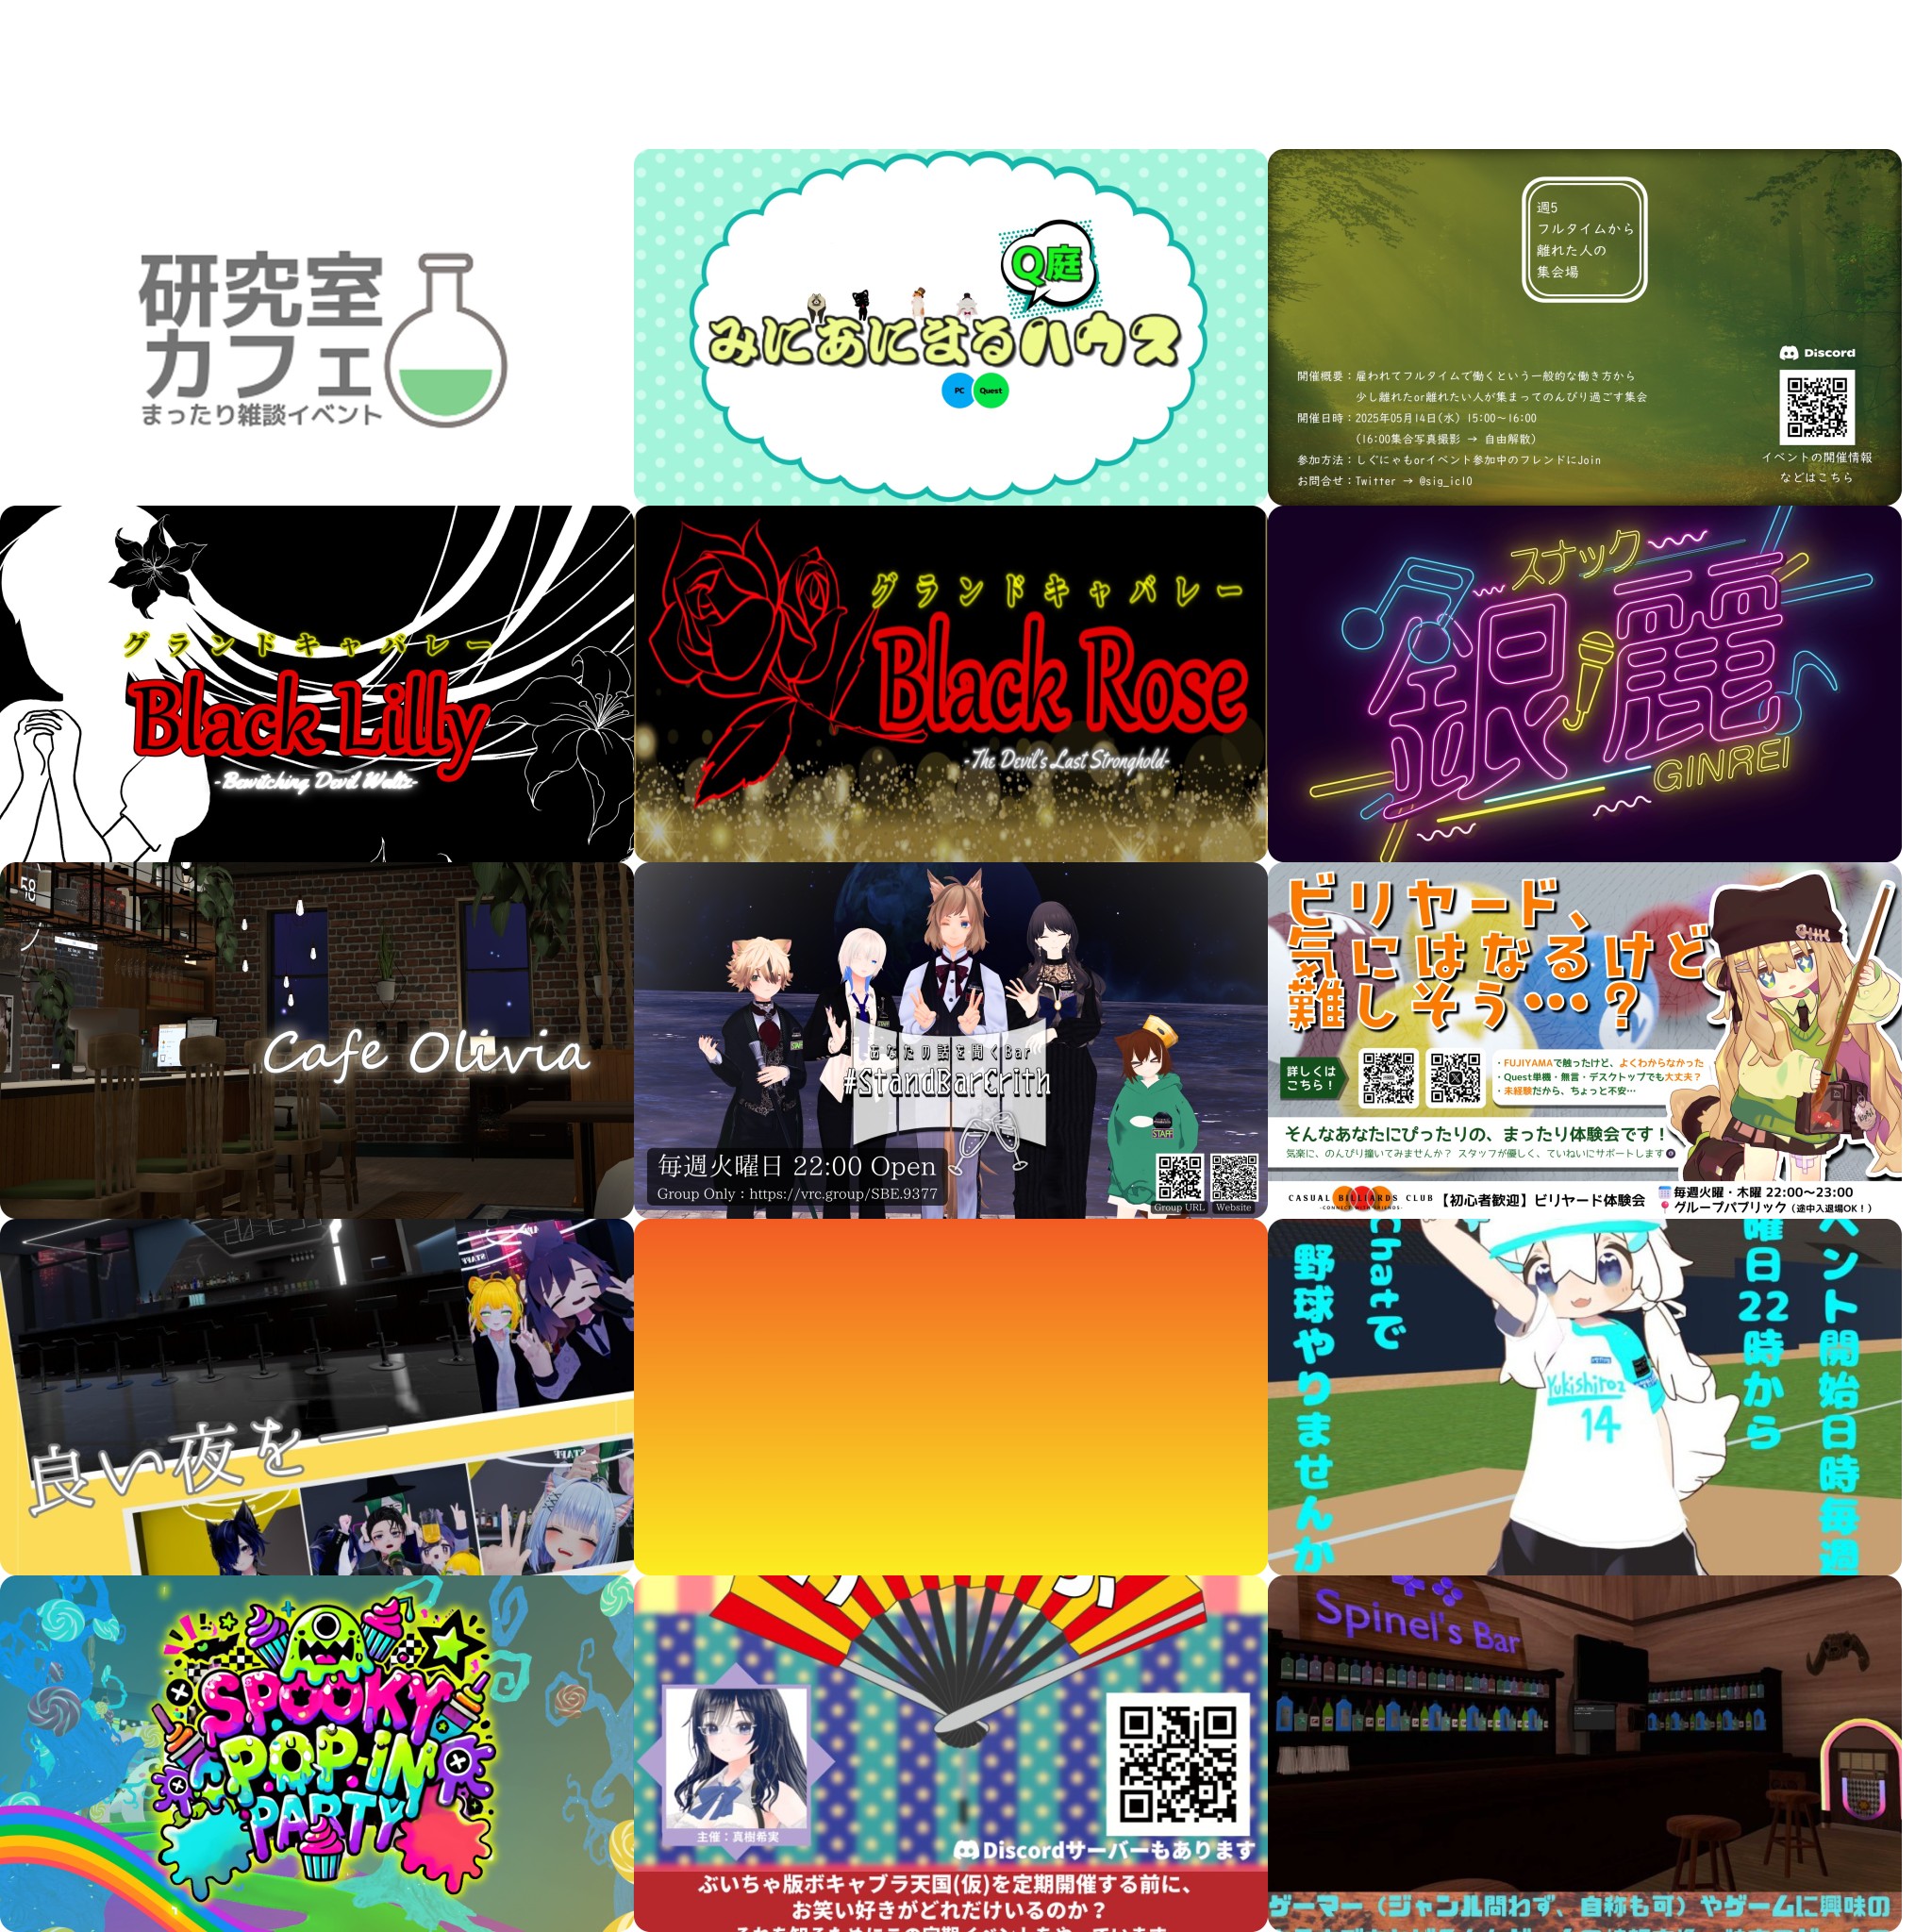 研究室
カフェ
まったり雑談イベント
Q庭
みにあにまるハウス
PC
Quest
週5
フルタイムから
離れた人の
集会場
開催概要：雇われてフルタイムで働くという一般的な働き方から
少し離れたor離れたい人が集まってのんびり過ごす集会
開催日時：2025年05月14日(水) 15:00〜16:00
(16:00集合写真撮影 → 自由解散)
参加方法：しぐにゃもorイベント参加中のフレンドにJoin
お問合せ：Twitter → @sig_ic10
Discord
イベントの開催情報
などはこちら
グランドキャバレー
Black Lilly
-Bewitching Devil Waltz-
グランドキャバレー
Black Rose
-The Devil's Last Stronghold-
スナック
銀麗
GINREI
58
Cafe Olivia
あなたの話を聞くBar
#StandBarCrith
STAFF
毎週火曜日 22:00 Open
Group Only : https://vrc.group/SBE.9377
Group URL
Website
ビリヤード、
気にはなるけど
難しそう…？
詳しくは
こちら！
・FUJIYAMAで触ったけど、よくわからなかった
・Quest単機・無言・デスクトップでも大丈夫？
・未経験だから、ちょっと不安…
そんなあなたにぴったりの、まったり体験会です！
気楽に、のんびり撞いてみませんか？ スタッフが優しく、ていねいにサポートします
CASUAL BILLIARDS CLUB
-CONNECT WITH FRIENDS-
【初心者歓迎】ビリヤード体験会
毎週火曜・木曜 22:00〜23:00
グループパブリック（途中入退場OK！）
良い夜を―
STAFF
ント開始日時毎週
曜日22時から
Chatで
野球やりませんか
Yukishiroz
14
SPOOKY
POP-IN
PARTY
主催：真樹希実
Discordサーバーもあります
ぶいちゃ版ボキャブラ天国(仮)を定期開催する前に、
お笑い好きがどれだけいるのか？
Spinel's Bar
ゲーマー（ジャンル問わず、自称も可）やゲームに興味の